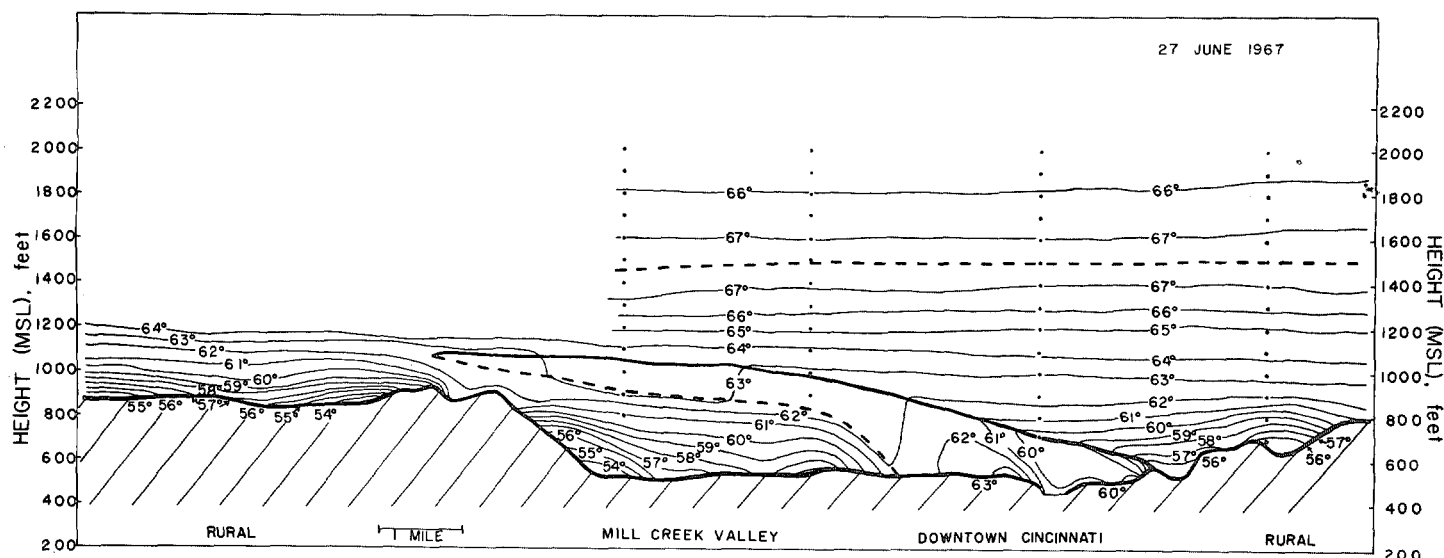 27 JUNE 1967
HEIGHT (MSL), feet
2200
2000
1800
1600
1400
1200
1000
800
600
400
200
HEIGHT (MSL), feet
2200
2000
1800
1600
1400
1200
1000
800
600
400
200
66° 66°
67° 67°
67° 67°
66° 66°
65° 65°
64° 64° 64°
63° 63° 63°
62° 62° 62°
61° 61° 61°
60° 60° 60°
59° 59° 59°
58° 58° 58°
57° 57° 57° 57°
55° 56° 56° 55° 54°
56° 55° 54°
62° 61° 60°
63° 60°
56° 56°
RURAL
1 MILE
MILL CREEK VALLEY
DOWNTOWN CINCINNATI
RURAL